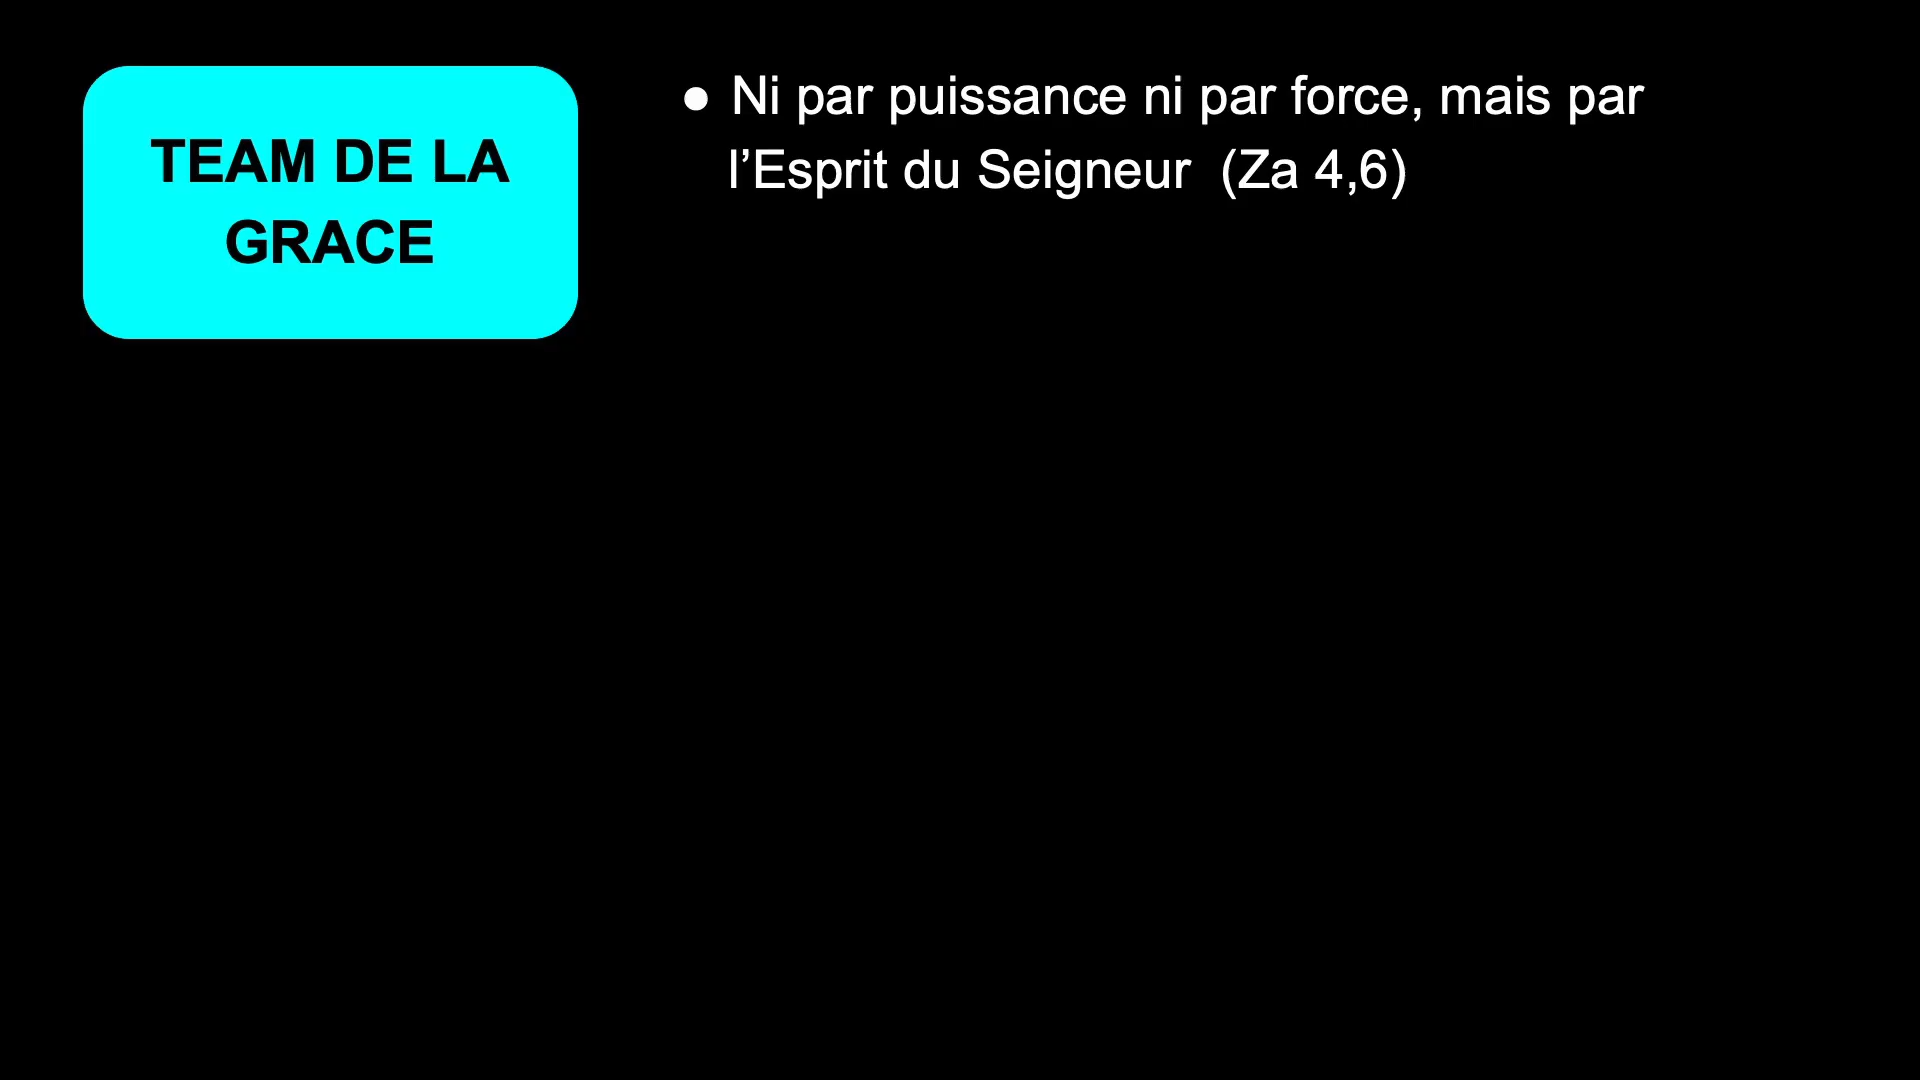 TEAM DE LA
GRACE
● Ni par puissance ni par force, mais par
l’Esprit du Seigneur  (Za 4,6)